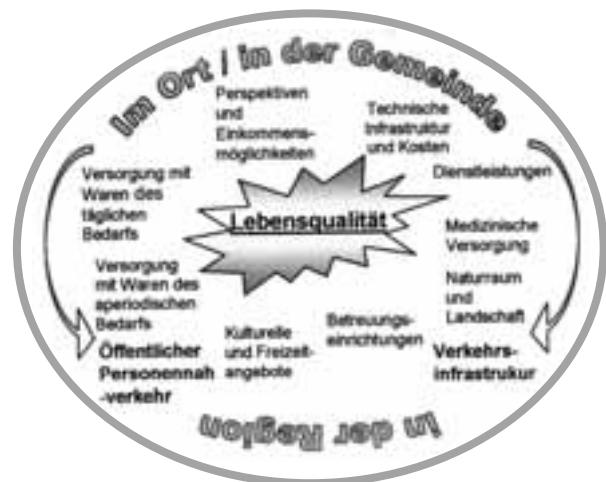 Im Ort / in der Gemeinde
Perspektiven
und
Einkommens-
möglichkeiten
Technische
Infrastruktur
und Kosten
Versorgung mit
Waren des
täglichen
Bedarfs
Dienstleistungen
Lebensqualität
Medizinische
Versorgung
Versorgung
mit Waren des
aperiodischen
Bedarfs
Naturraum
und
Landschaft
Kulturelle
und Freizeit-
angebote
Betreuungs-
einrichtungen
Öffentlicher
Personennah
-verkehr
Verkehrs-
infrastrukur
in der Region